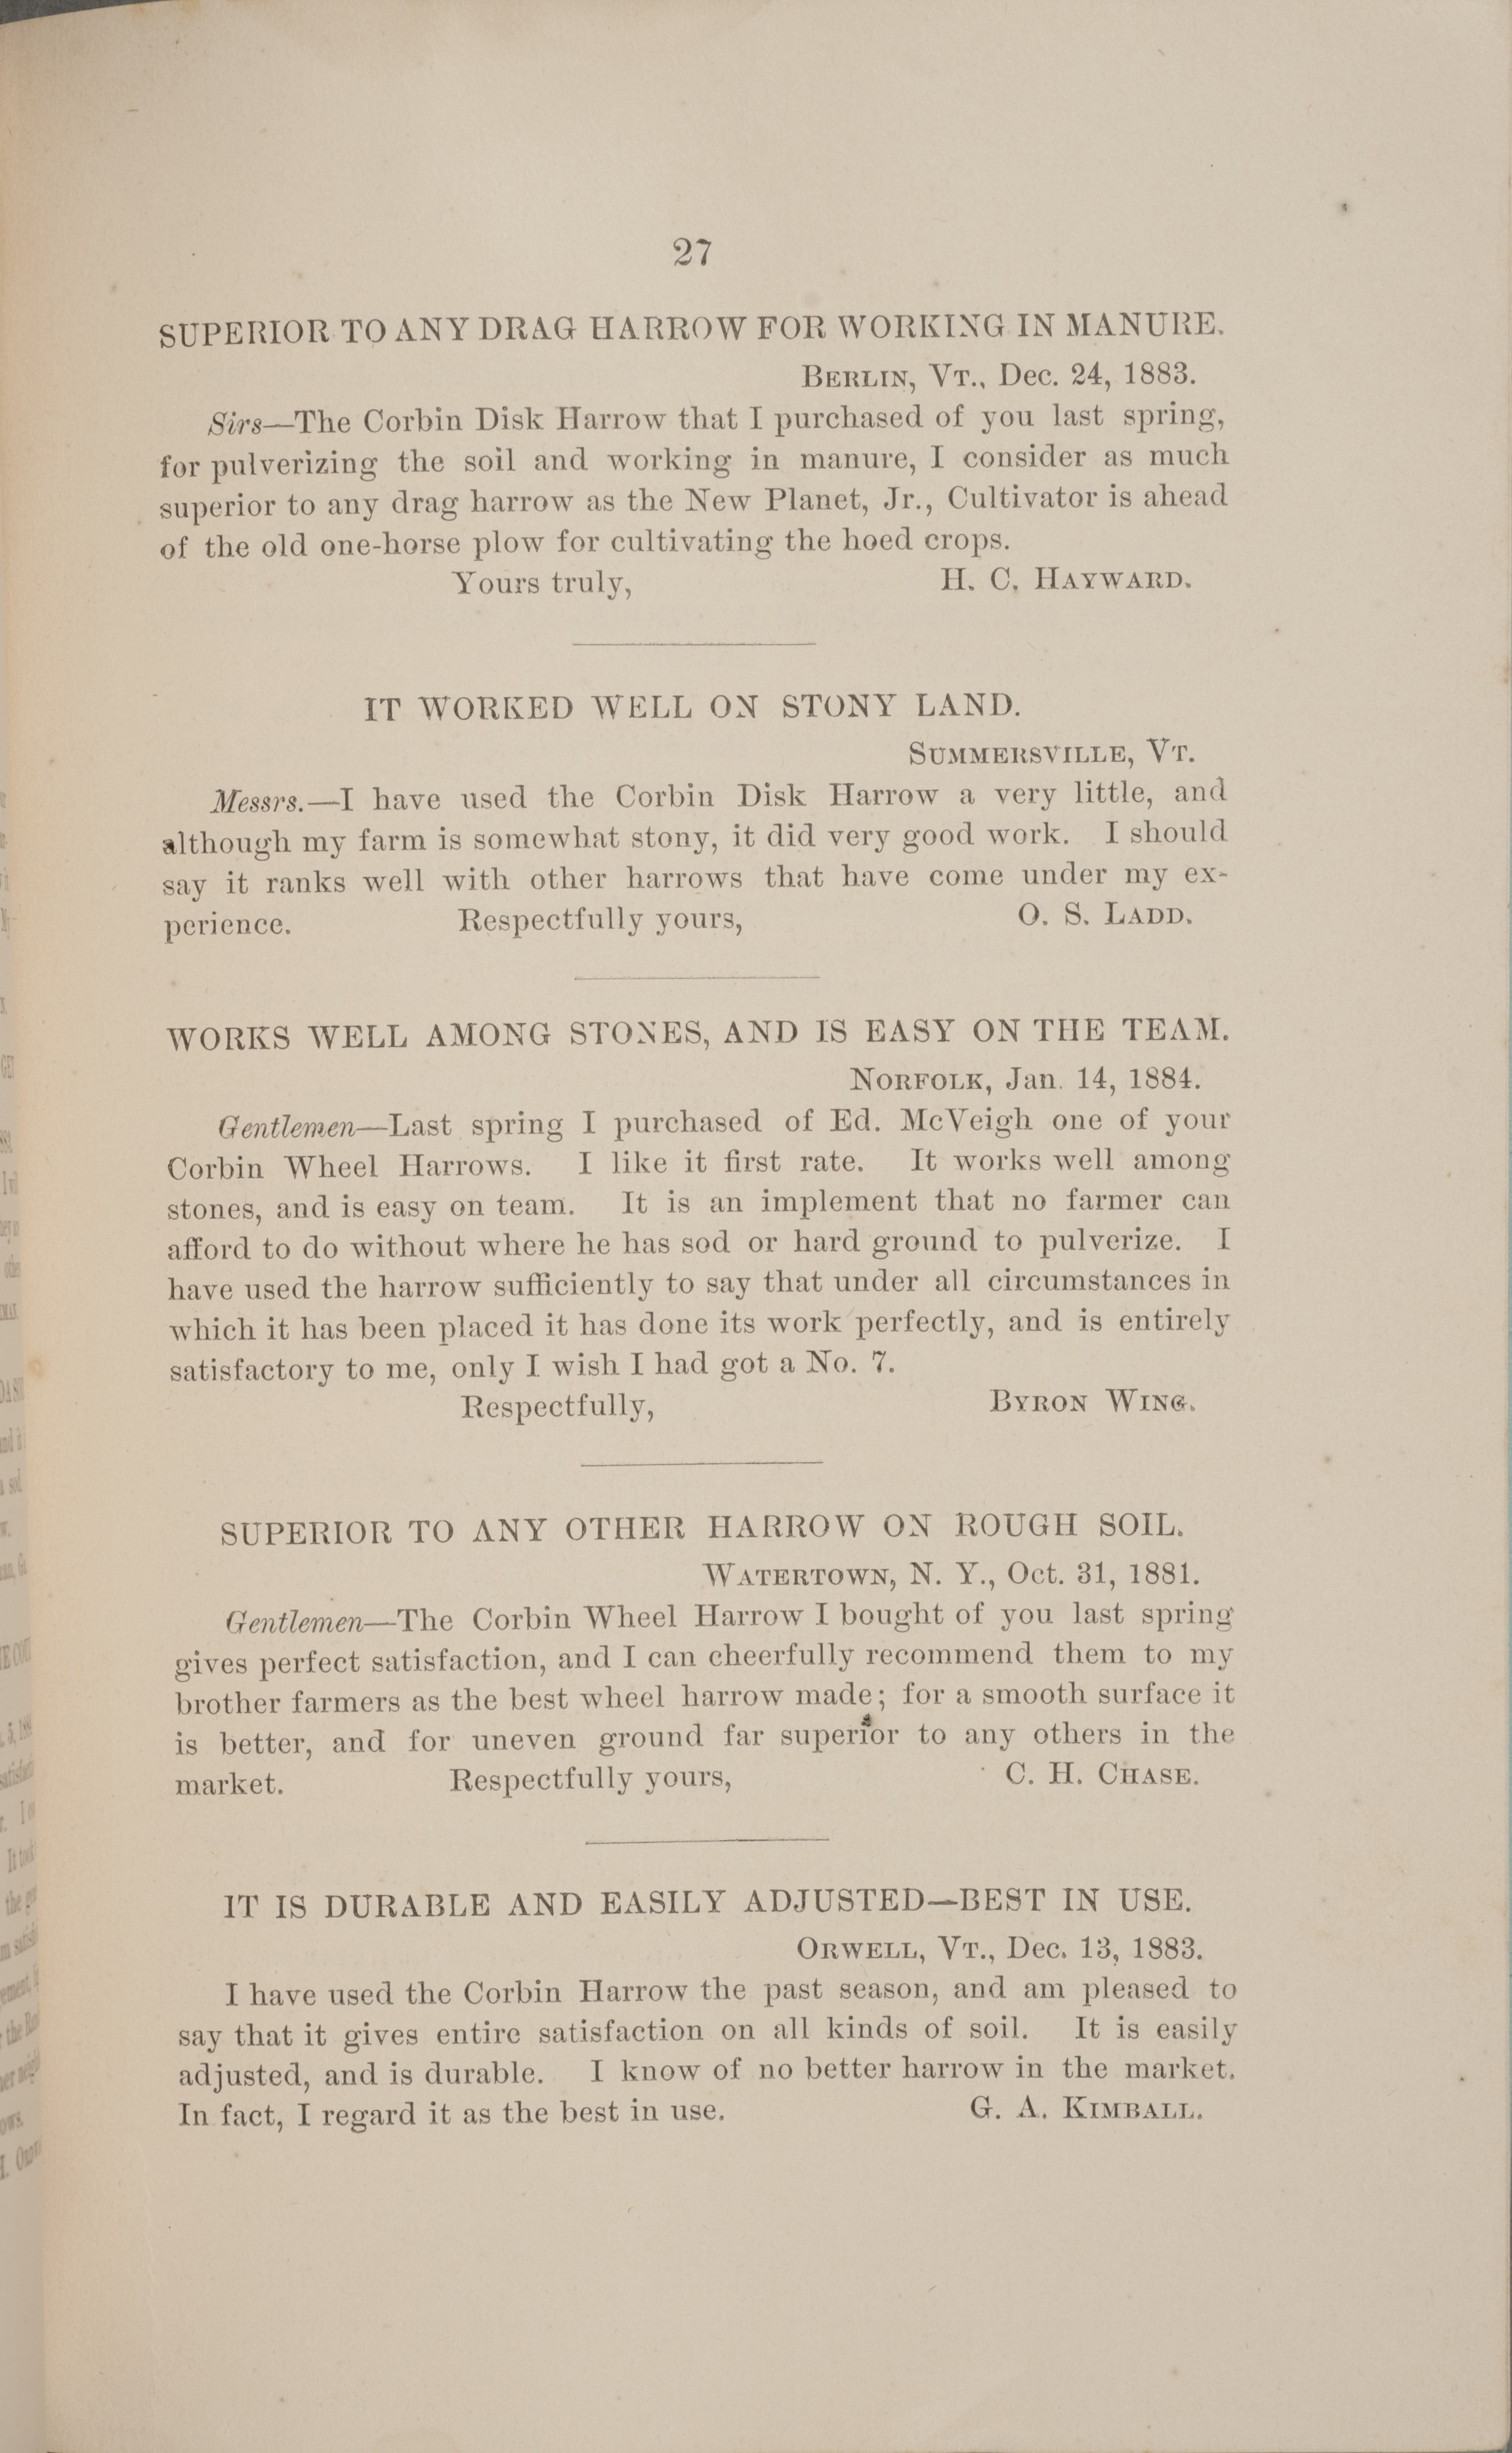 27
SUPERIOR TO ANY DRAG HARROW FOR WORKING IN MANURE.
BERLIN, VT., Dec. 24, 1883.
Sirs—The Corbin Disk Harrow that I purchased of you last spring,
for pulverizing the soil and working in manure, I consider as much
superior to any drag harrow as the New Planet, Jr., Cultivator is ahead
of the old one-horse plow for cultivating the hoed crops.
Yours truly, H. C. HAYWARD.
IT WORKED WELL ON STONY LAND.
SUMMERSVILLE, VT.
Messrs.—I have used the Corbin Disk Harrow a very little, and
although my farm is somewhat stony, it did very good work. I should
say it ranks well with other harrows that have come under my ex-
perience. Respectfully yours, O. S. LADD.
WORKS WELL AMONG STONES, AND IS EASY ON THE TEAM.
NORFOLK, Jan. 14, 1884.
Gentlemen—Last spring I purchased of Ed. McVeigh one of your
Corbin Wheel Harrows. I like it first rate. It works well among
stones, and is easy on team. It is an implement that no farmer can
afford to do without where he has sod or hard ground to pulverize. I
have used the harrow sufficiently to say that under all circumstances in
which it has been placed it has done its work perfectly, and is entirely
satisfactory to me, only I wish I had got a No. 7.
Respectfully, BYRON WING.
SUPERIOR TO ANY OTHER HARROW ON ROUGH SOIL.
WATERTOWN, N. Y., Oct. 31, 1881.
Gentlemen—The Corbin Wheel Harrow I bought of you last spring
gives perfect satisfaction, and I can cheerfully recommend them to my
brother farmers as the best wheel harrow made; for a smooth surface it
is better, and for uneven ground far superior to any others in the
market. Respectfully yours, C. H. CHASE.
IT IS DURABLE AND EASILY ADJUSTED—BEST IN USE.
ORWELL, VT., Dec. 13, 1883.
I have used the Corbin Harrow the past season, and am pleased to
say that it gives entire satisfaction on all kinds of soil. It is easily
adjusted, and is durable. I know of no better harrow in the market.
In fact, I regard it as the best in use. G. A. KIMBALL.